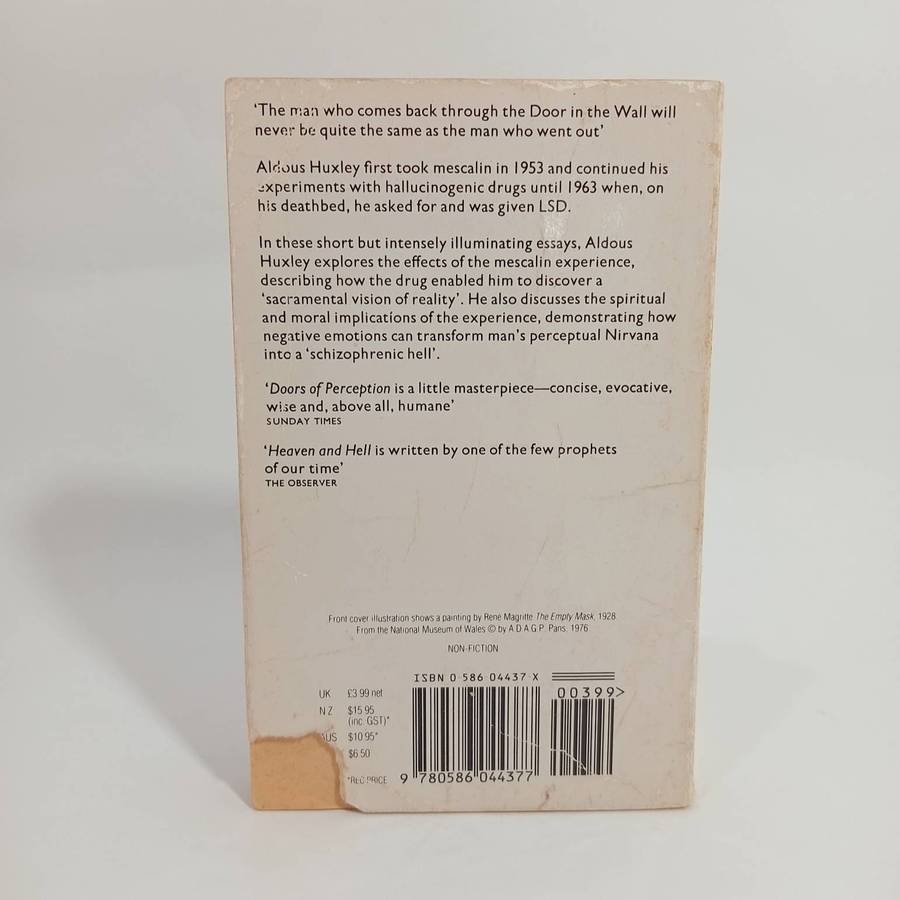 ‘The man who comes back through the Door in the Wall will
never be quite the same as the man who went out’
Aldous Huxley first took mescalin in 1953 and continued his
experiments with hallucinogenic drugs until 1963 when, on
his deathbed, he asked for and was given LSD.
In these short but intensely illuminating essays, Aldous
Huxley explores the effects of the mescalin experience,
describing how the drug enabled him to discover a
‘sacramental vision of reality’. He also discusses the spiritual
and moral implications of the experience, demonstrating how
negative emotions can transform man’s perceptual Nirvana
into a ‘schizophrenic hell’.
‘Doors of Perception is a little masterpiece—concise, evocative,
wise and, above all, humane’
SUNDAY TIMES
‘Heaven and Hell is written by one of the few prophets
of our time’
THE OBSERVER
Front cover illustration shows a painting by René Magritte The Empty Mask, 1928.
From the National Museum of Wales © by A.D.A.G.P. Paris, 1976
NON-FICTION
ISBN 0-586-04437-X
00399>
UK £3.99 net
NZ $15.95
(inc. GST)*
AUS $10.95*
$6.50
*REC PRICE
9 780586 044377